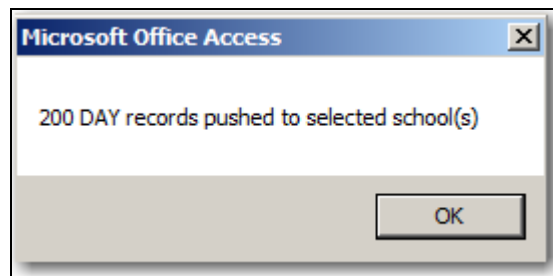 Microsoft Office Access
200 DAY records pushed to selected school(s)
OK